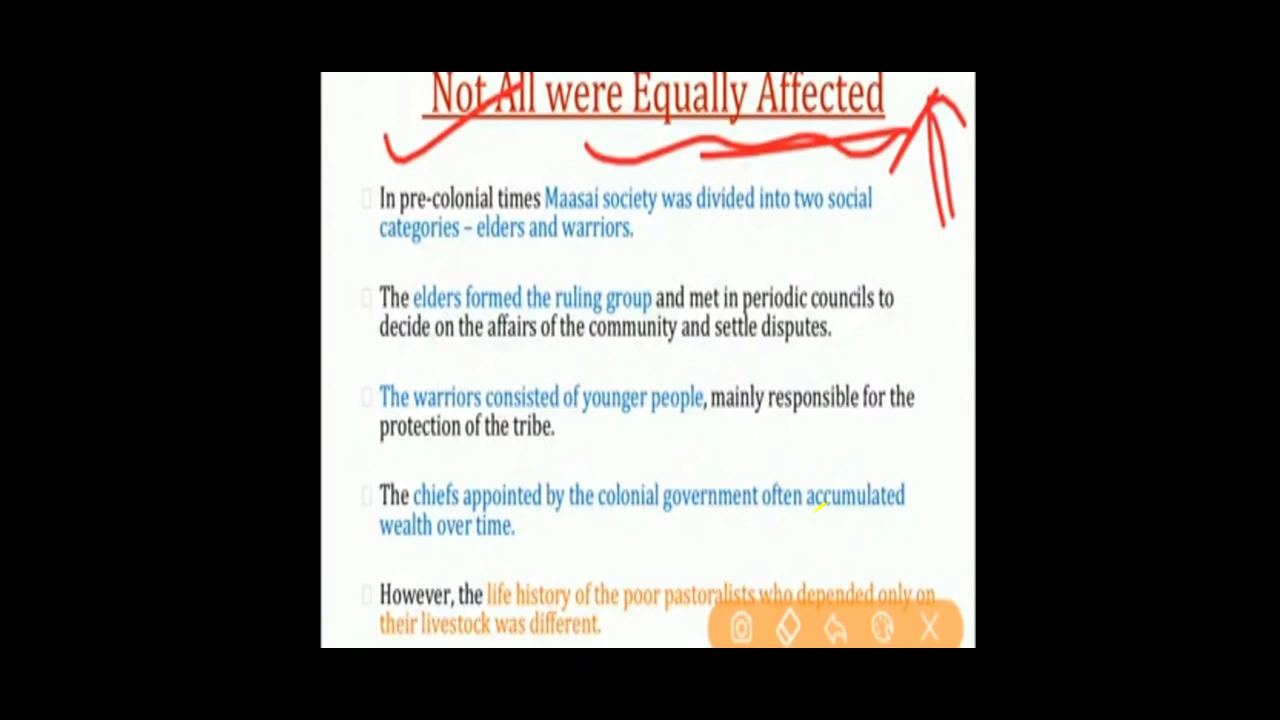 Not All were Equally Affected
In pre-colonial times Maasai society was divided into two social
categories – elders and warriors.
The elders formed the ruling group and met in periodic councils to
decide on the affairs of the community and settle disputes.
The warriors consisted of younger people, mainly responsible for the
protection of the tribe.
The chiefs appointed by the colonial government often accumulated
wealth over time.
However, the life history of the poor pastoralists who depended only on
their livestock was different.